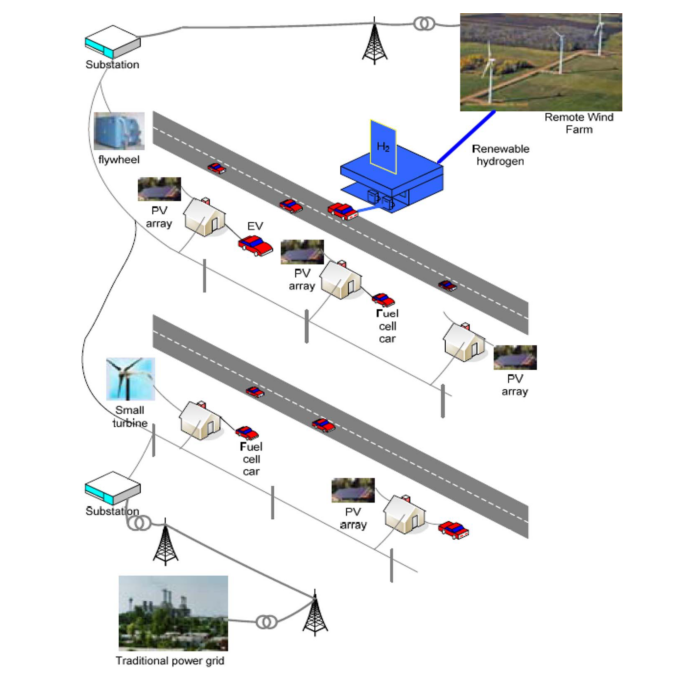 Substation
Remote Wind
Farm
H₂
Renewable
hydrogen
flywheel
PV
array
EV
PV
array
Fuel
cell
car
PV
array
Small
turbine
Fuel
cell
car
PV
array
Substation
Traditional power grid